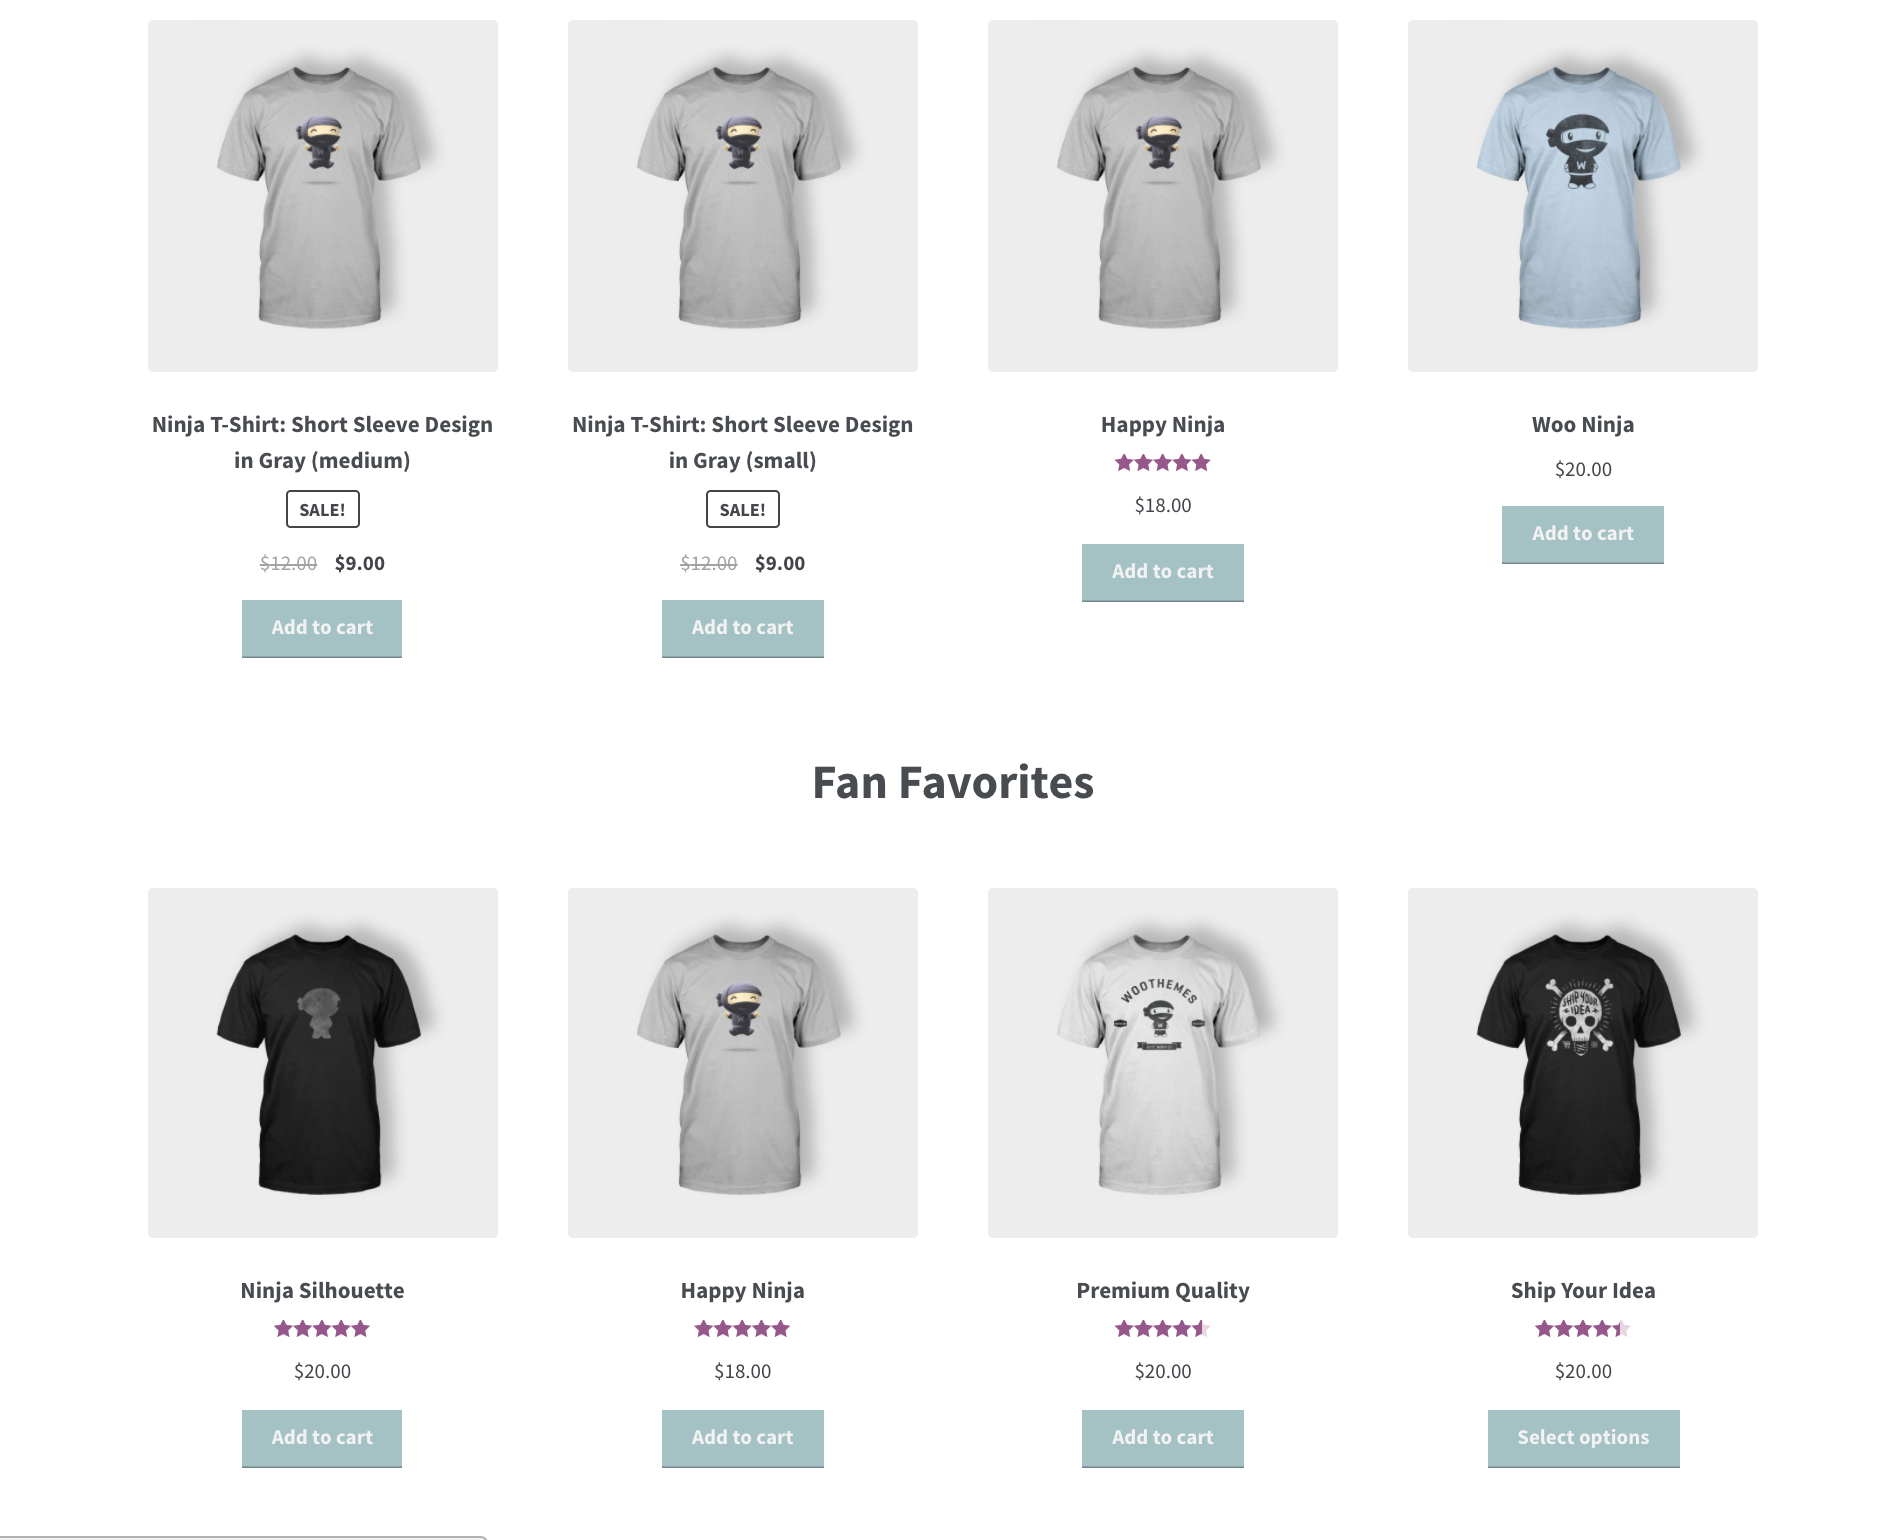 W
Ninja T-Shirt: Short Sleeve Design
in Gray (medium)
SALE!
$12.00 $9.00
Add to cart
Ninja T-Shirt: Short Sleeve Design
in Gray (small)
SALE!
$12.00 $9.00
Add to cart
Happy Ninja
$18.00
Add to cart
Woo Ninja
$20.00
Add to cart
Fan Favorites
WOOTHEMES
SHIP YOUR
IDEA
Ninja Silhouette
$20.00
Add to cart
Happy Ninja
$18.00
Add to cart
Premium Quality
$20.00
Add to cart
Ship Your Idea
$20.00
Select options